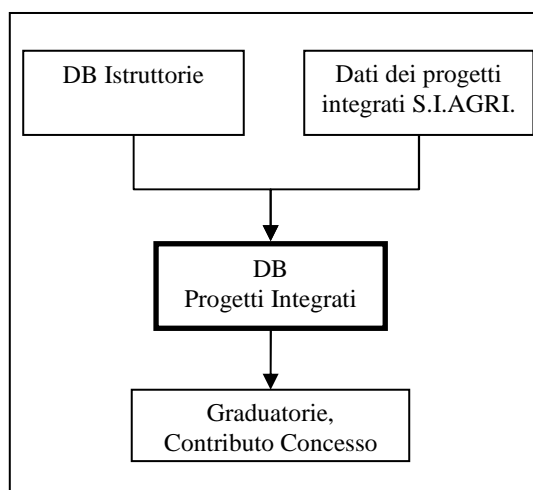 DB Istruttorie
Dati dei progetti
integrati S.I.AGRI.
DB
Progetti Integrati
Graduatorie,
Contributo Concesso